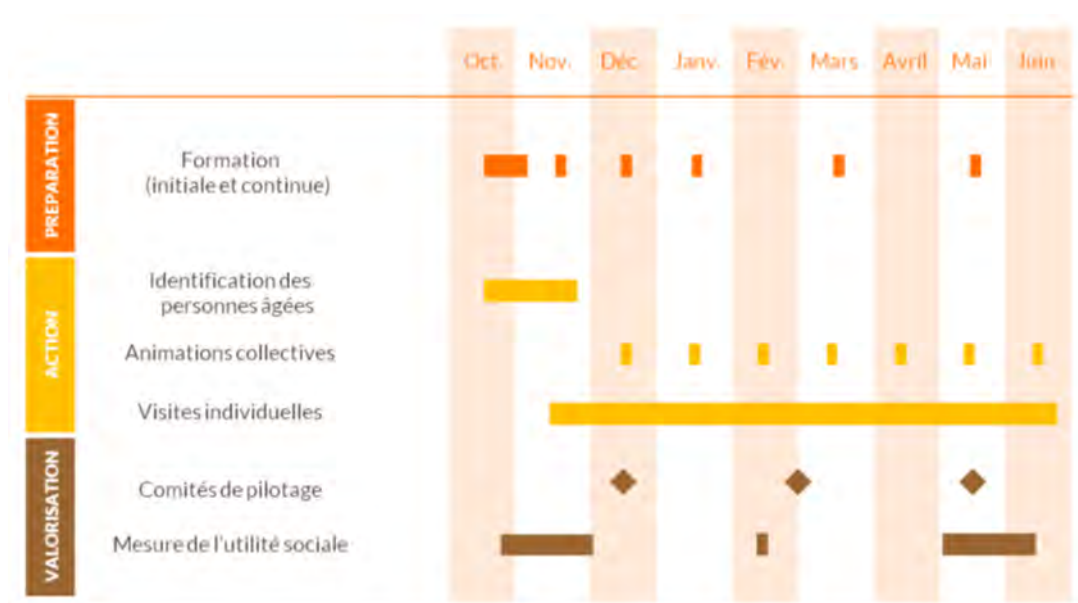 Oct. Nov. Déc. Janv. Fév. Mars Avril Mai Juin
PREPARATION
Formation
(initiale et continue)
ACTION
Identification des
personnes âgées
Animations collectives
Visites individuelles
VALORISATION
Comités de pilotage
Mesure de l'utilité sociale